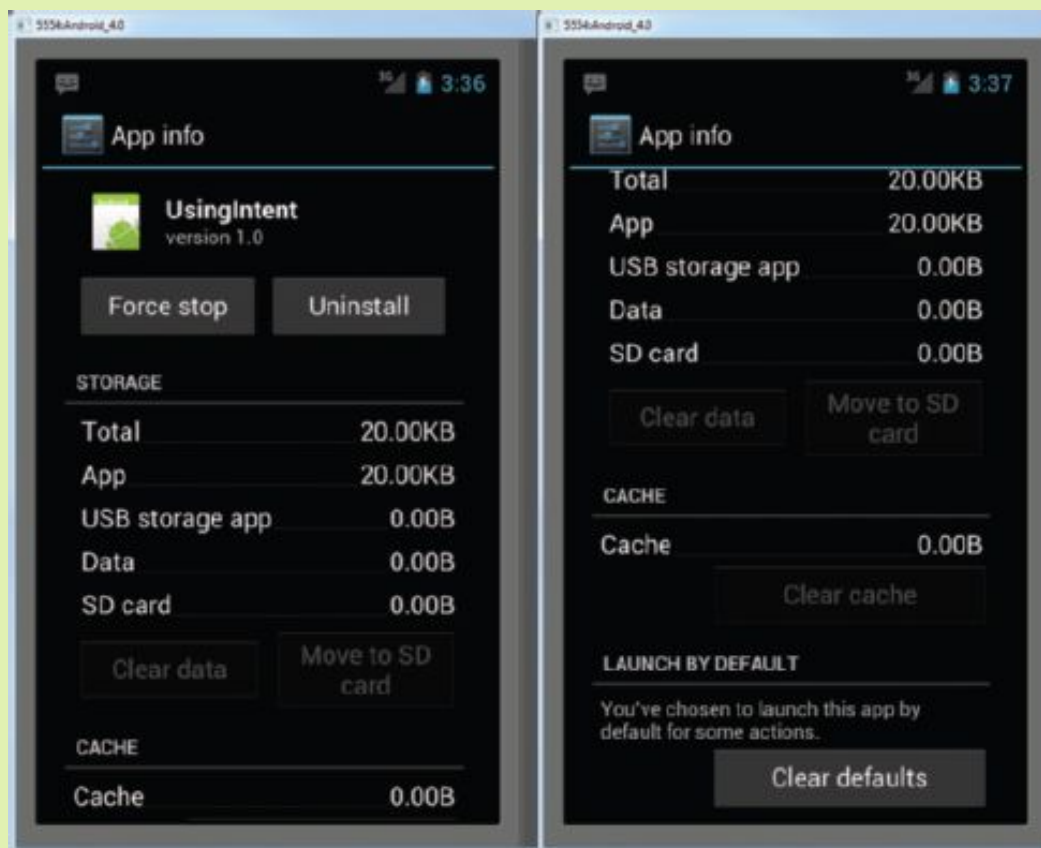 5554:Android_4.0
3G 3:36
App info
UsingIntent
version 1.0
Force stop
Uninstall
STORAGE
Total 20.00KB
App 20.00KB
USB storage app 0.00B
Data 0.00B
SD card 0.00B
Clear data
Move to SD
card
CACHE
Cache 0.00B
5554:Android_4.0
3G 3:37
App info
Total 20.00KB
App 20.00KB
USB storage app 0.00B
Data 0.00B
SD card 0.00B
Clear data
Move to SD
card
CACHE
Cache 0.00B
Clear cache
LAUNCH BY DEFAULT
You've chosen to launch this app by
default for some actions.
Clear defaults